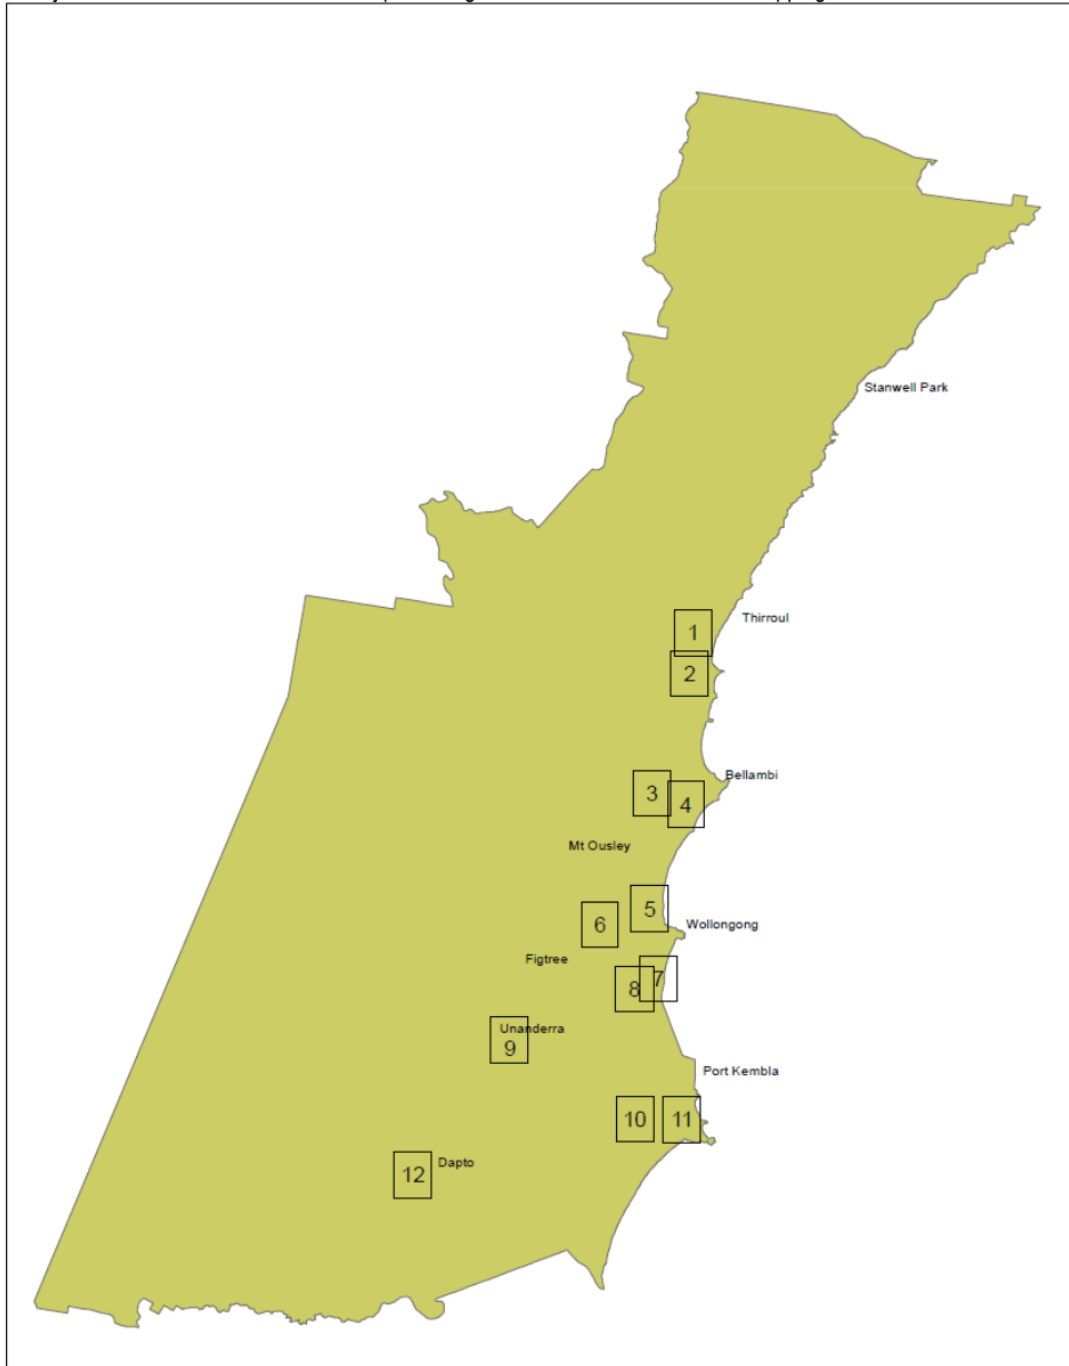 Stanwell Park
Thirroul
1
2
Bellambi
3
4
Mt Ousley
5
6
Wollongong
Figtree
7
8
Unanderra
9
Port Kembla
10
11
Dapto
12